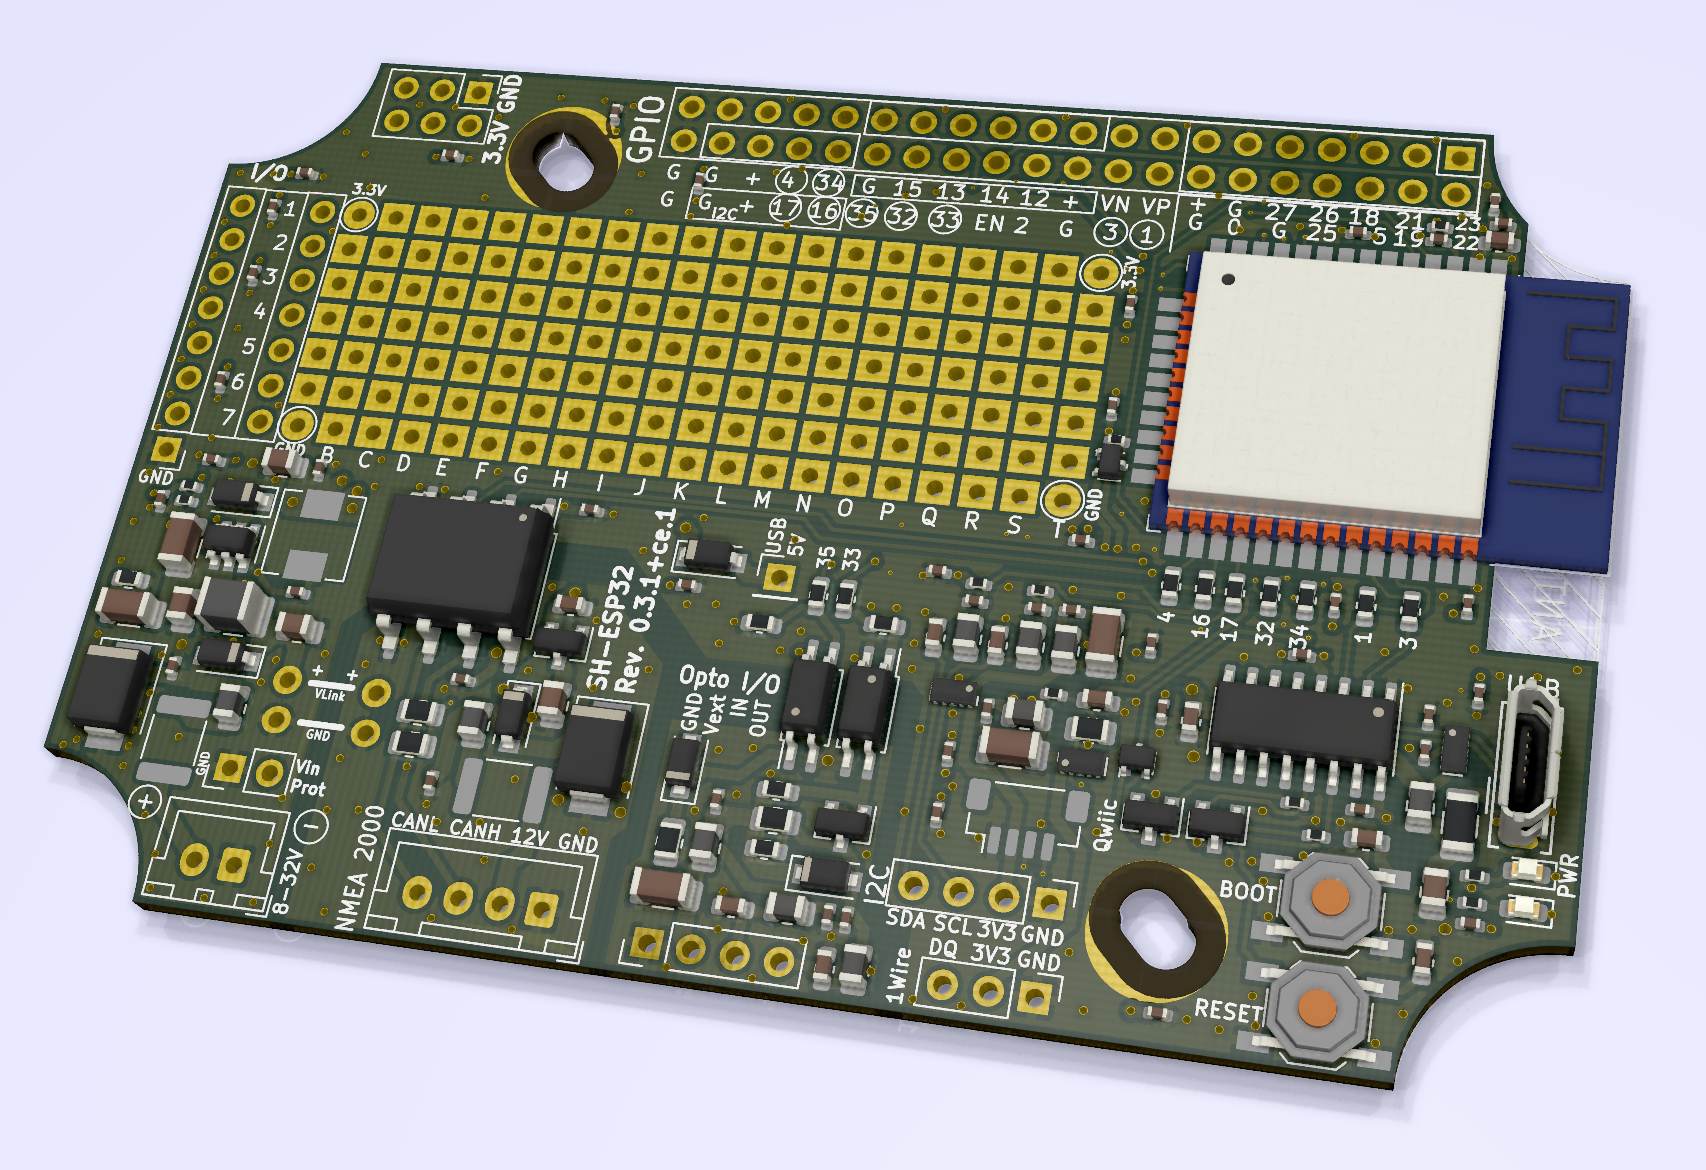 3.3V GND
GPIO
I/O
3.3V
1
2
3
4
5
6
7
GND
G G + 4 34 G 15 13 14 12 + VN VP
G G I2C + 17 16 35 32 33 EN 2 G 3 1
+ G 27 26 18 21 23
G C G 25 5 19 22
3.3V
GND
B C D E F G H I J K L M N O P Q R S T
GND
SH-ESP32
Rev. 0.3.1+ce.1
USB
5V
35
33
4
16
17
32
34
1
3
+ +
VLink
GND
GND
Vin
Prot
+
-
8-32V
NMEA 2000
CANL CANH 12V GND
Opto I/O
GND
Vext
IN
OUT
Qwiic
I2C
SDA SCL 3V3 GND
1Wire
DQ 3V3 GND
BOOT
RESET
PWR